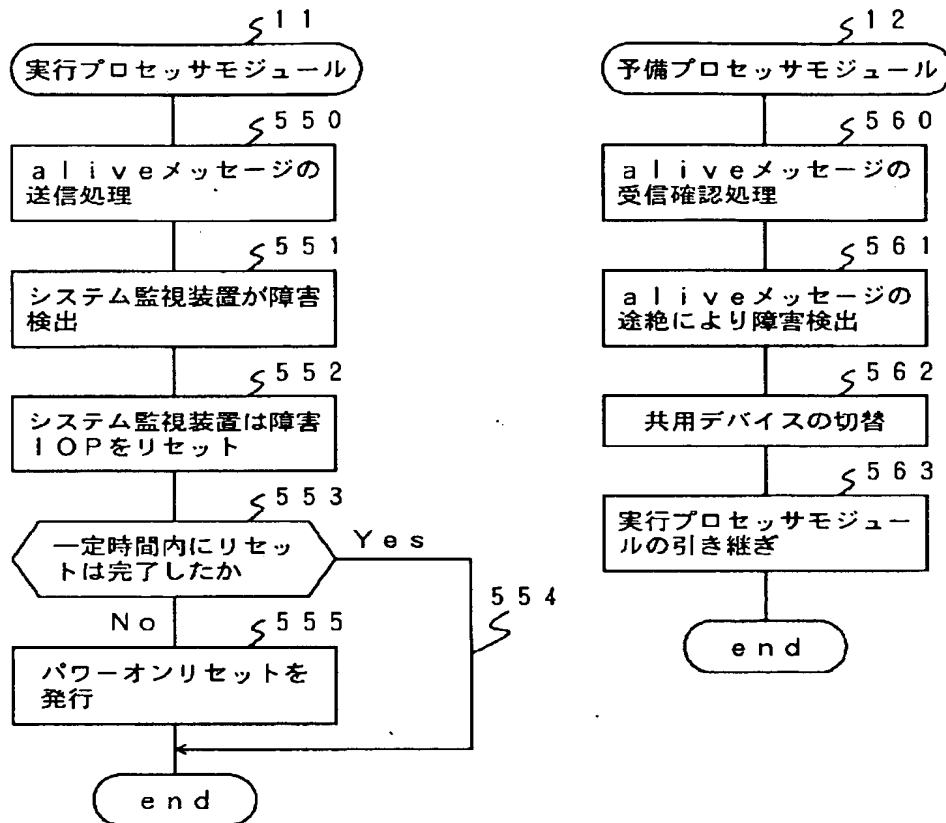 11
実行プロセッサモジュール
550
aliveメッセージの
送信処理
551
システム監視装置が障害
検出
552
システム監視装置は障害
IOPをリセット
553
一定時間内にリセッ
トは完了したか
Yes
554
No
555
パワーオンリセットを
発行
end
12
予備プロセッサモジュール
560
aliveメッセージの
受信確認処理
561
aliveメッセージの
途絶により障害検出
562
共用デバイスの切替
563
実行プロセッサモジュー
ルの引き継ぎ
end